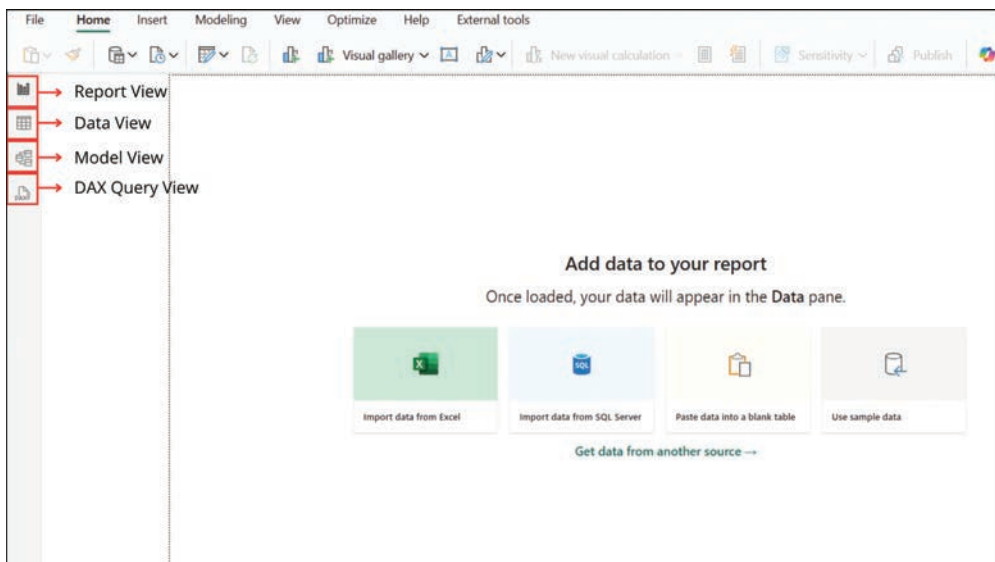 File Home Insert Modeling View Optimize Help External tools
Visual gallery New visual calculation Sensitivity Publish
Report View
Data View
Model View
DAX Query View
Add data to your report
Once loaded, your data will appear in the Data pane.
Import data from Excel Import data from SQL Server Paste data into a blank table Use sample data
Get data from another source →